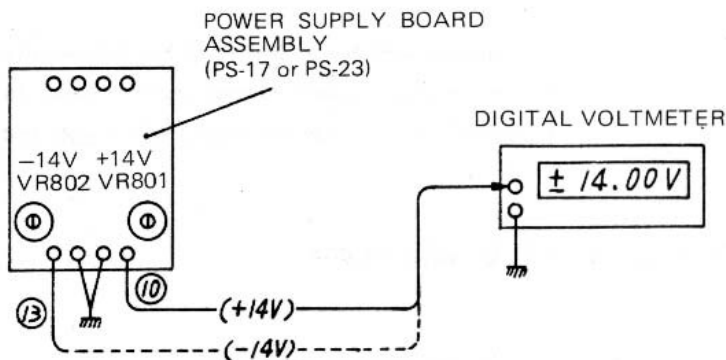 POWER SUPPLY BOARD
ASSEMBLY
(PS-17 or PS-23)
DIGITAL VOLTMETER
−14V +14V
VR802 VR801
± 14.00V
⑩
⑬
(+14V)
(-14V)